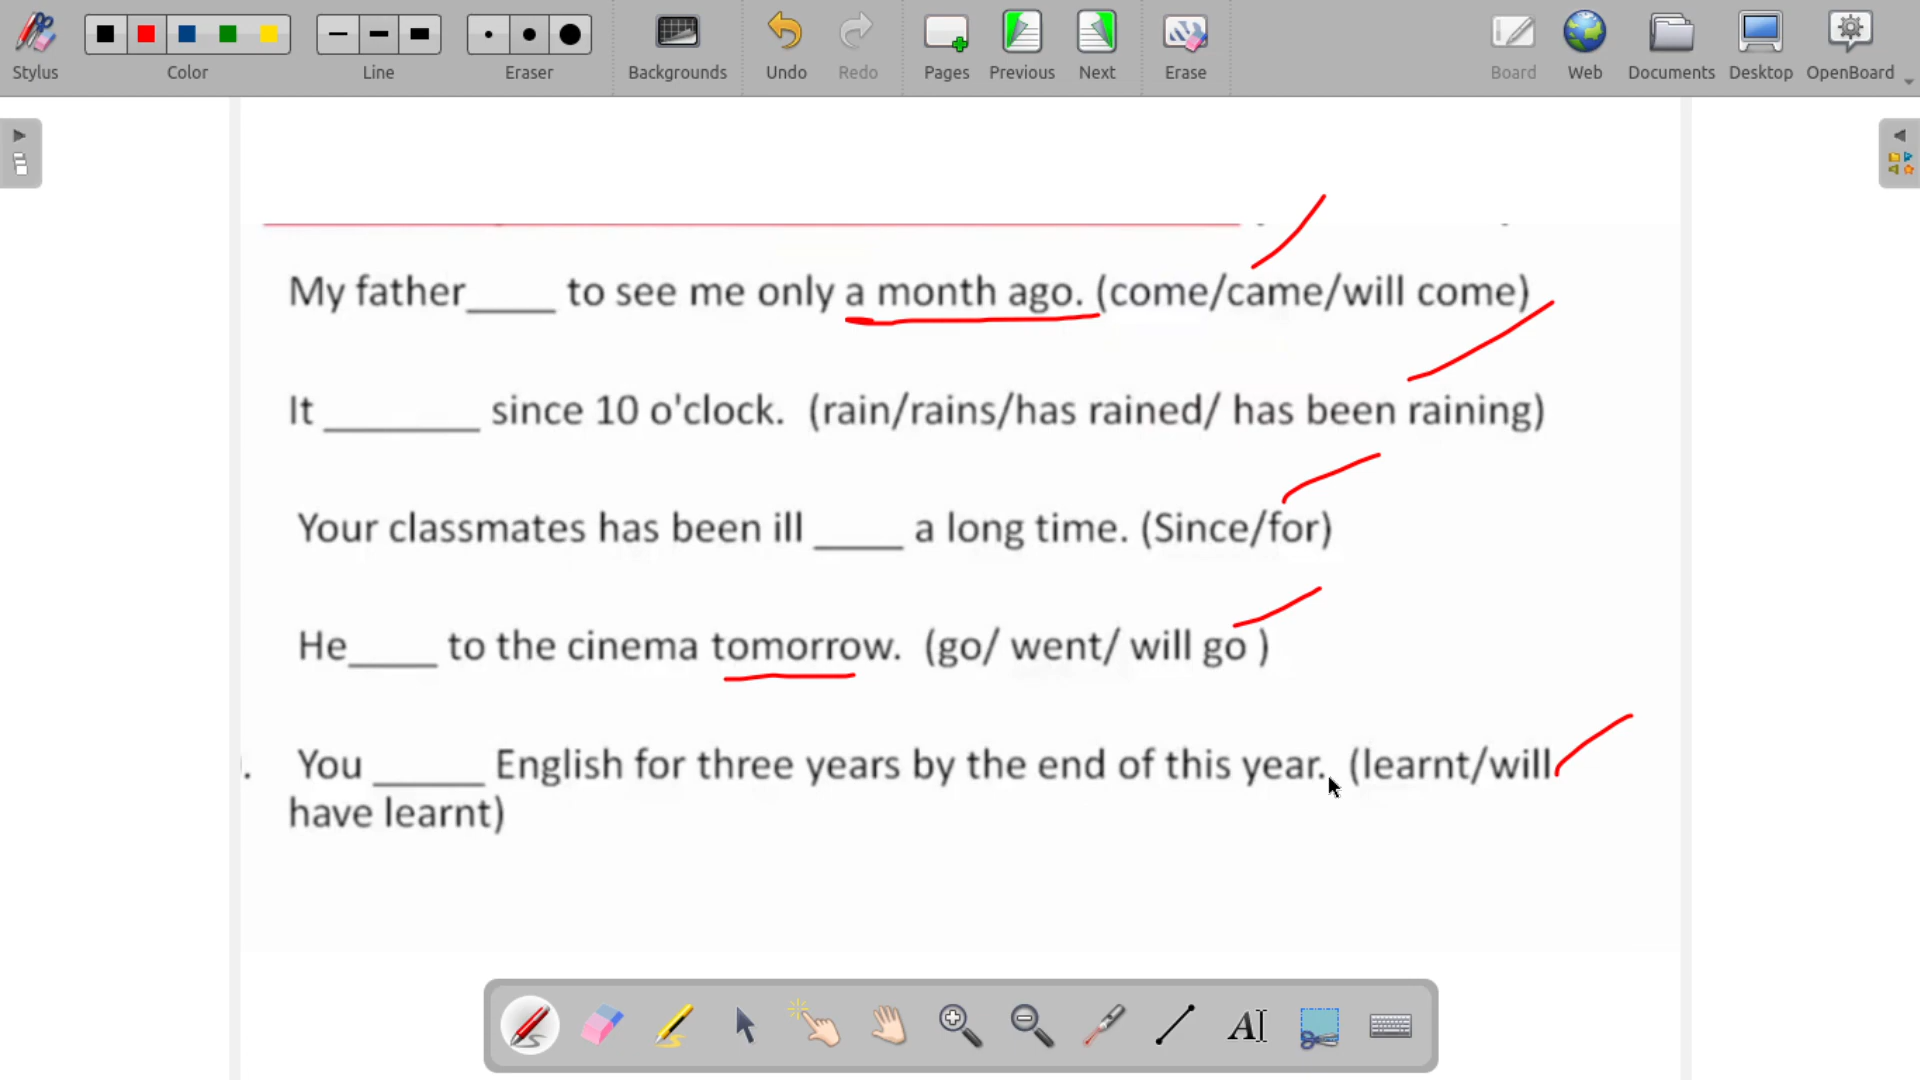 Stylus Color Line Eraser Backgrounds Undo Redo Pages Previous Next Erase Board Web Documents Desktop OpenBoard
My father____ to see me only a month ago. (come/came/will come)
It _______ since 10 o'clock. (rain/rains/has rained/ has been raining)
Your classmates has been ill ____ a long time. (Since/for)
He____ to the cinema tomorrow. (go/ went/ will go )
. You _____ English for three years by the end of this year. (learnt/will
have learnt)